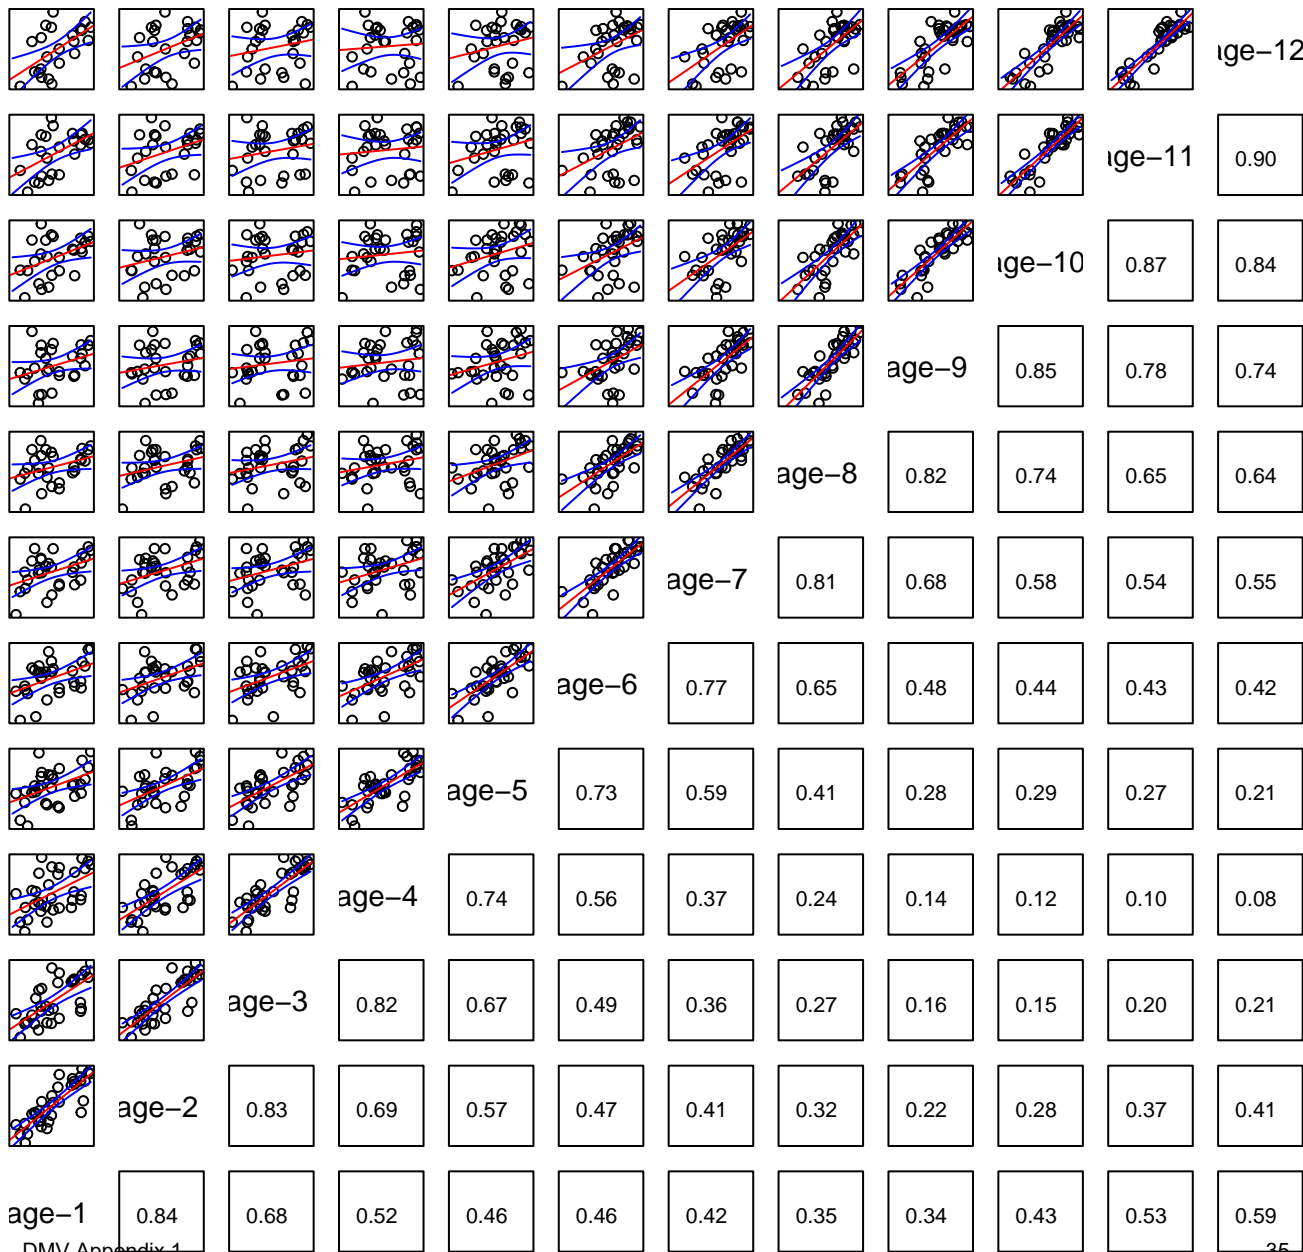 age−12
age−11 0.90
age−10 0.87 0.84
age−9 0.85 0.78 0.74
age−8 0.82 0.74 0.65 0.64
age−7 0.81 0.68 0.58 0.54 0.55
age−6 0.77 0.65 0.48 0.44 0.43 0.42
age−5 0.73 0.59 0.41 0.28 0.29 0.27 0.21
age−4 0.74 0.56 0.37 0.24 0.14 0.12 0.10 0.08
age−3 0.82 0.67 0.49 0.36 0.27 0.16 0.15 0.20 0.21
age−2 0.83 0.69 0.57 0.47 0.41 0.32 0.22 0.28 0.37 0.41
age−1 0.84 0.68 0.52 0.46 0.46 0.42 0.35 0.34 0.43 0.53 0.59
DMV Appendix 1 35